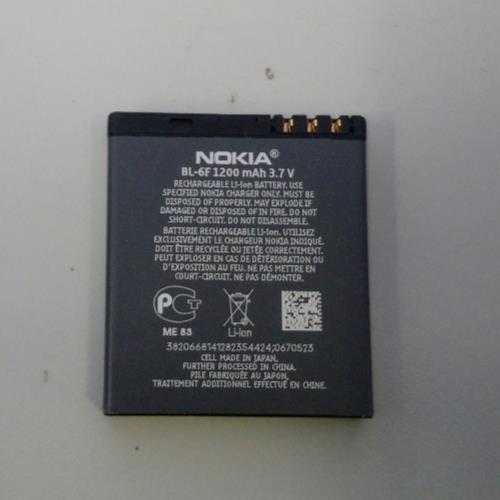 NOKIA®
BL-6F 1200 mAh 3.7 V
RECHARGEABLE LI-ION BATTERY. USE
SPECIFIED NOKIA CHARGER ONLY. MUST BE
DISPOSED OF PROPERLY. MAY EXPLODE IF
DAMAGED OR DISPOSED OF IN FIRE. DO NOT
SHORT-CIRCUIT.
BATTERIE RECHARGEABLE LI-Ion. UTILISEZ
EXCLUSIVEMENT LE CHARGEUR NOKIA INDIQUÉ.
DOIT ÊTRE RECYCLÉE OU JETÉE CORRECTEMENT.
PEUT EXPLOSER EN CAS DE DÉTÉRIORATION OU
D'EXPOSITION AU FEU. NE PAS METTRE EN
COURT-CIRCUIT. NE PAS DÉMONTER.
PCT
ME 83
Li-ion
3820668141282354424;0670523
CELL MADE IN JAPAN,
FURTHER PROCESSED IN CHINA.
CELLULE FABRIQUÉE AU JAPON,
TRAITEMENT ADDITIONNEL EFFECTUÉ EN CHINE.